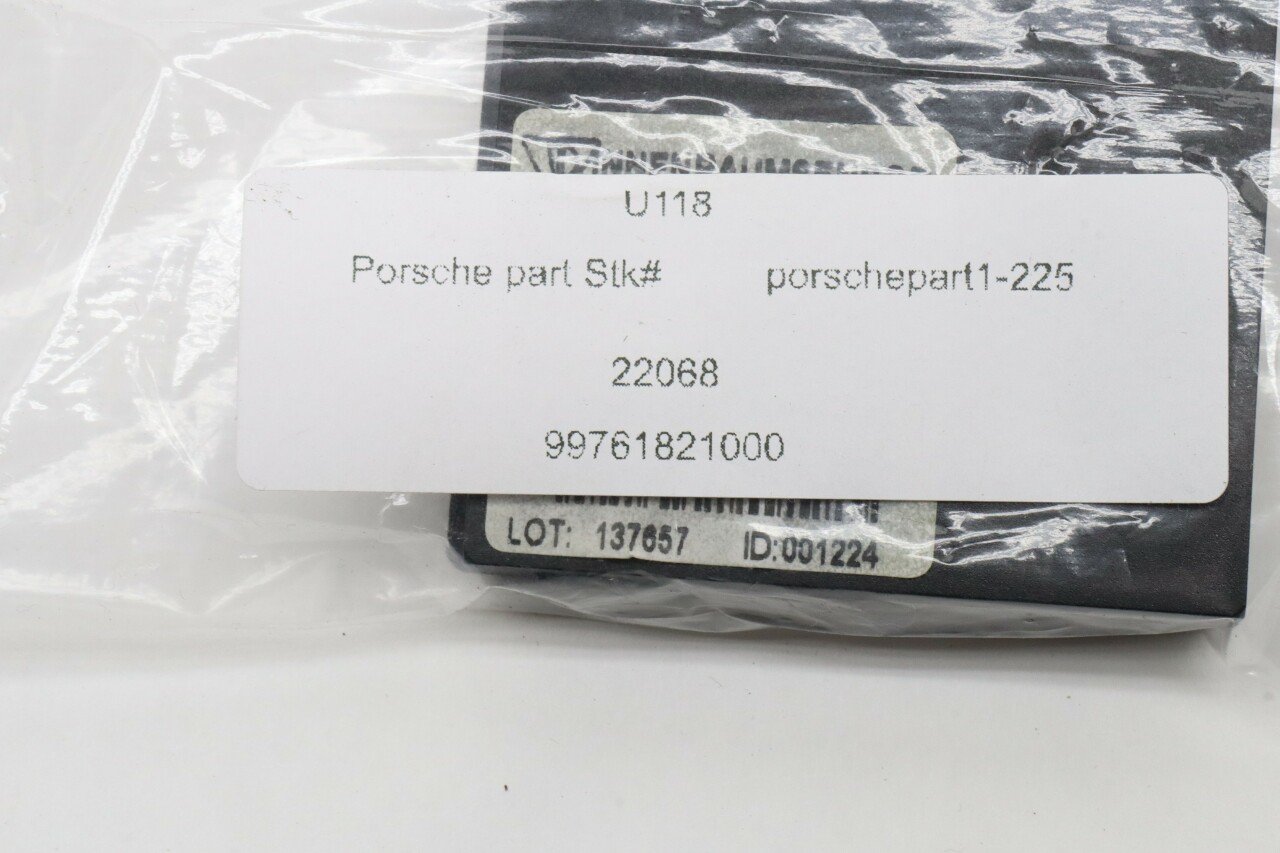 U118
Porsche part Stk# porschepart1-225
22068
99761821000
LOT: 137657 ID:001224